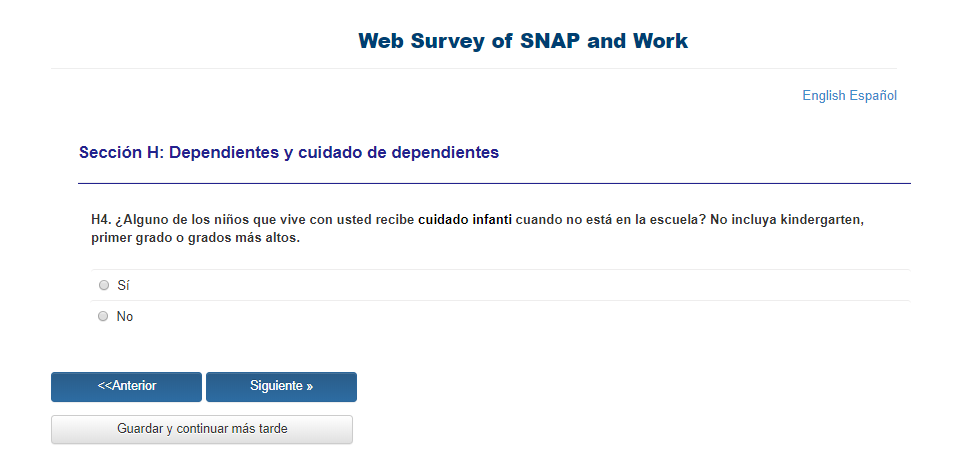 Web Survey of SNAP and Work
English Español
Sección H: Dependientes y cuidado de dependientes
H4. ¿Alguno de los niños que vive con usted recibe cuidado infanti cuando no está en la escuela? No incluya kindergarten,
primer grado o grados más altos.
Sí
No
<<Anterior
Siguiente »
Guardar y continuar más tarde